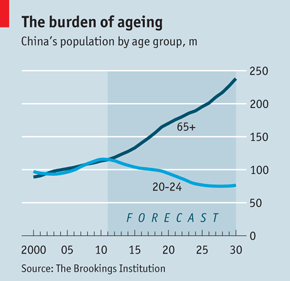 The burden of ageing
China's population by age group, m
250
200
150
100
50
0
65+
20-24
FORECAST
2000 05 10 15 20 25 30
Source: The Brookings Institution